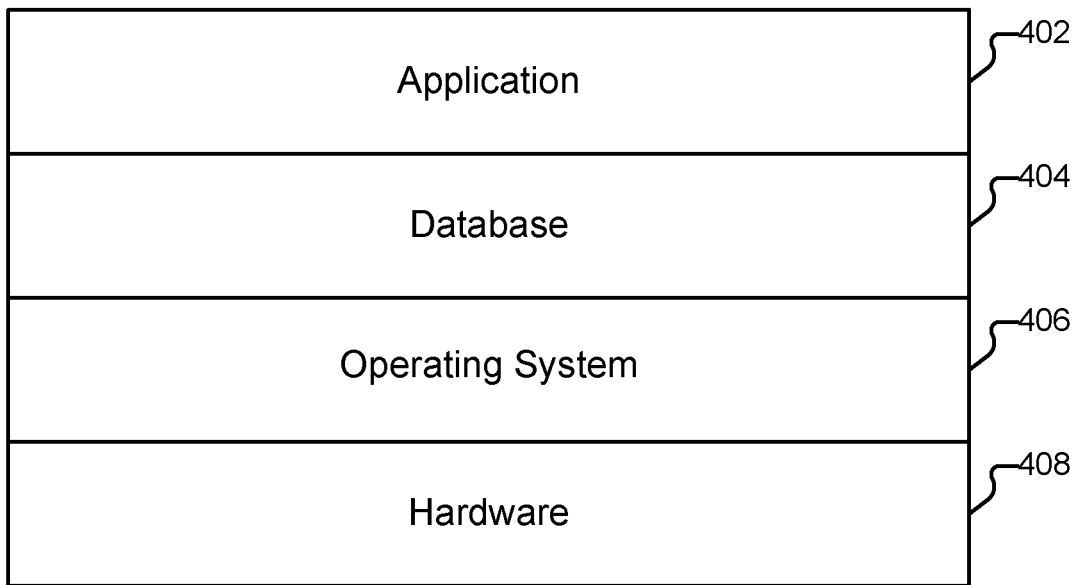 402
Application
404
Database
406
Operating System
408
Hardware